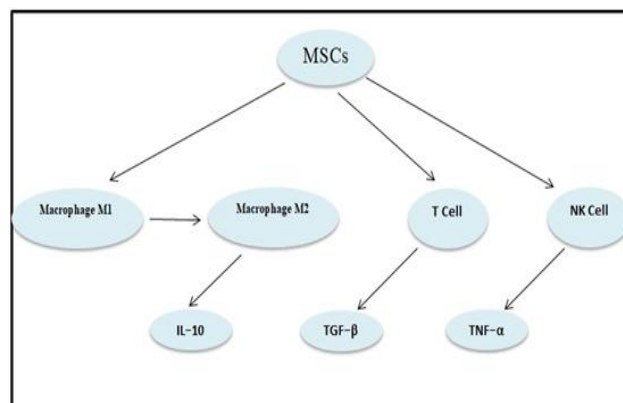 MSCs
Macrophage M1
Macrophage M2
T Cell
NK Cell
IL-10
TGF-β
TNF-α